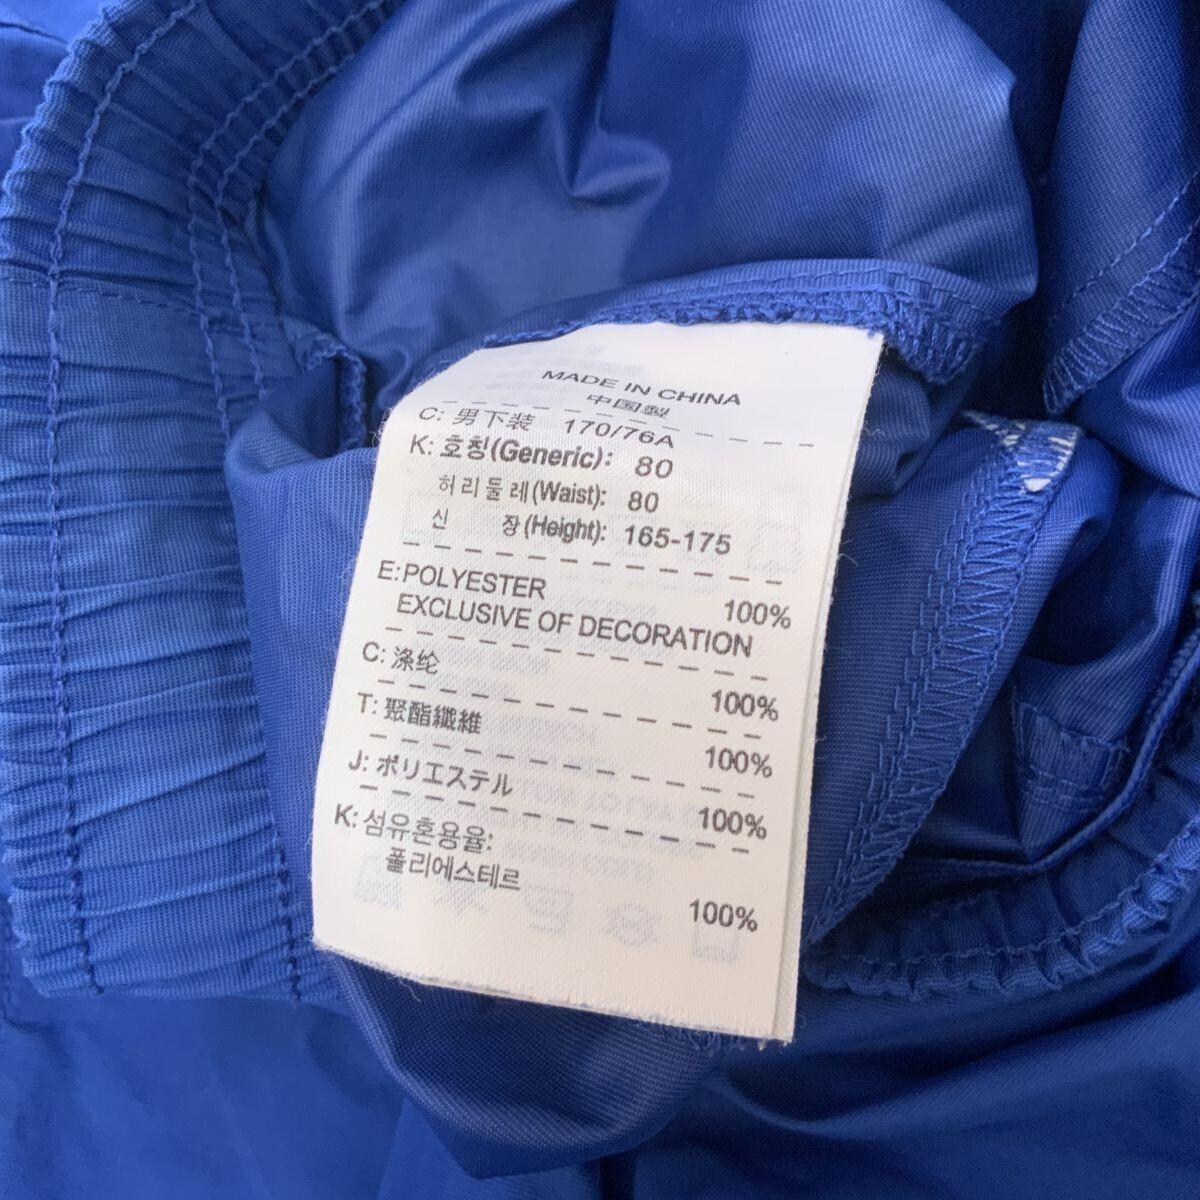 MADE IN CHINA
中国製
C: 男下装 170/76A
K: 호칭(Generic): 80
허리둘레(Waist): 80
신 장(Height): 165-175
E: POLYESTER 100%
EXCLUSIVE OF DECORATION
C: 涤纶 100%
T: 聚酯纖維 100%
J: ポリエステル 100%
K: 섬유혼용율:
폴리에스테르 100%